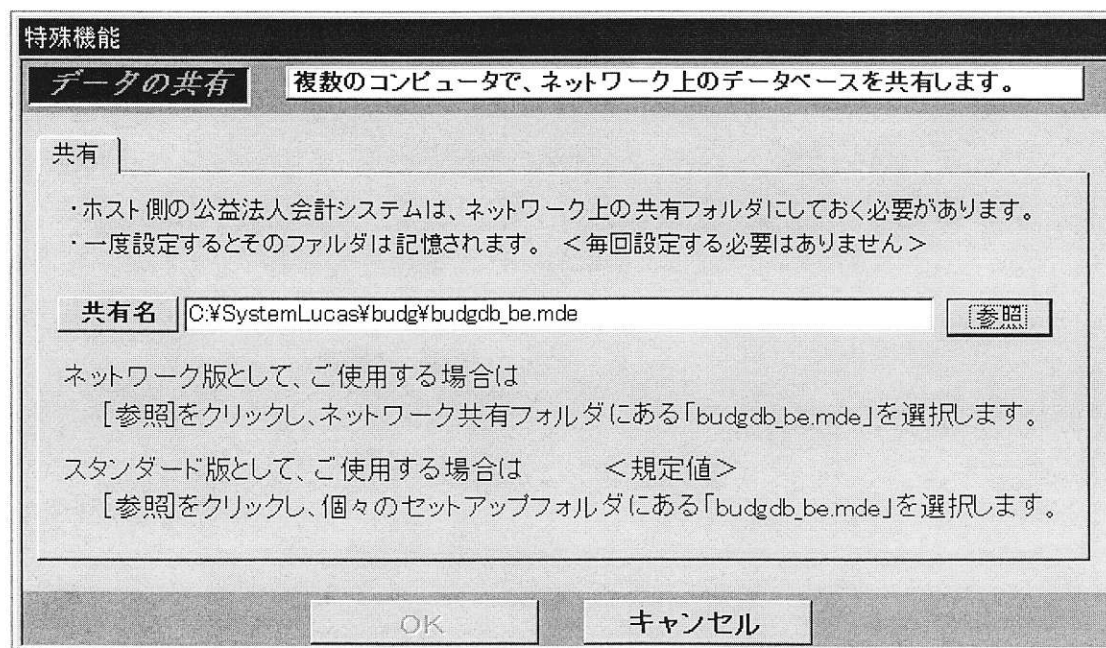 特殊機能
データの共有
複数のコンピュータで、ネットワーク上のデータベースを共有します。
共有
・ホスト側の公益法人会計システムは、ネットワーク上の共有フォルダにしておく必要があります。
・一度設定するとそのファルダは記憶されます。 ＜毎回設定する必要はありません＞
共有名 C:¥SystemLucas¥budg¥budgdb_be.mde 参照
ネットワーク版として、ご使用する場合は
[参照]をクリックし、ネットワーク共有フォルダにある「budgdb_be.mde」を選択します。
スタンダード版として、ご使用する場合は ＜規定値＞
[参照]をクリックし、個々のセットアップフォルダにある「budgdb_be.mde」を選択します。
OK キャンセル